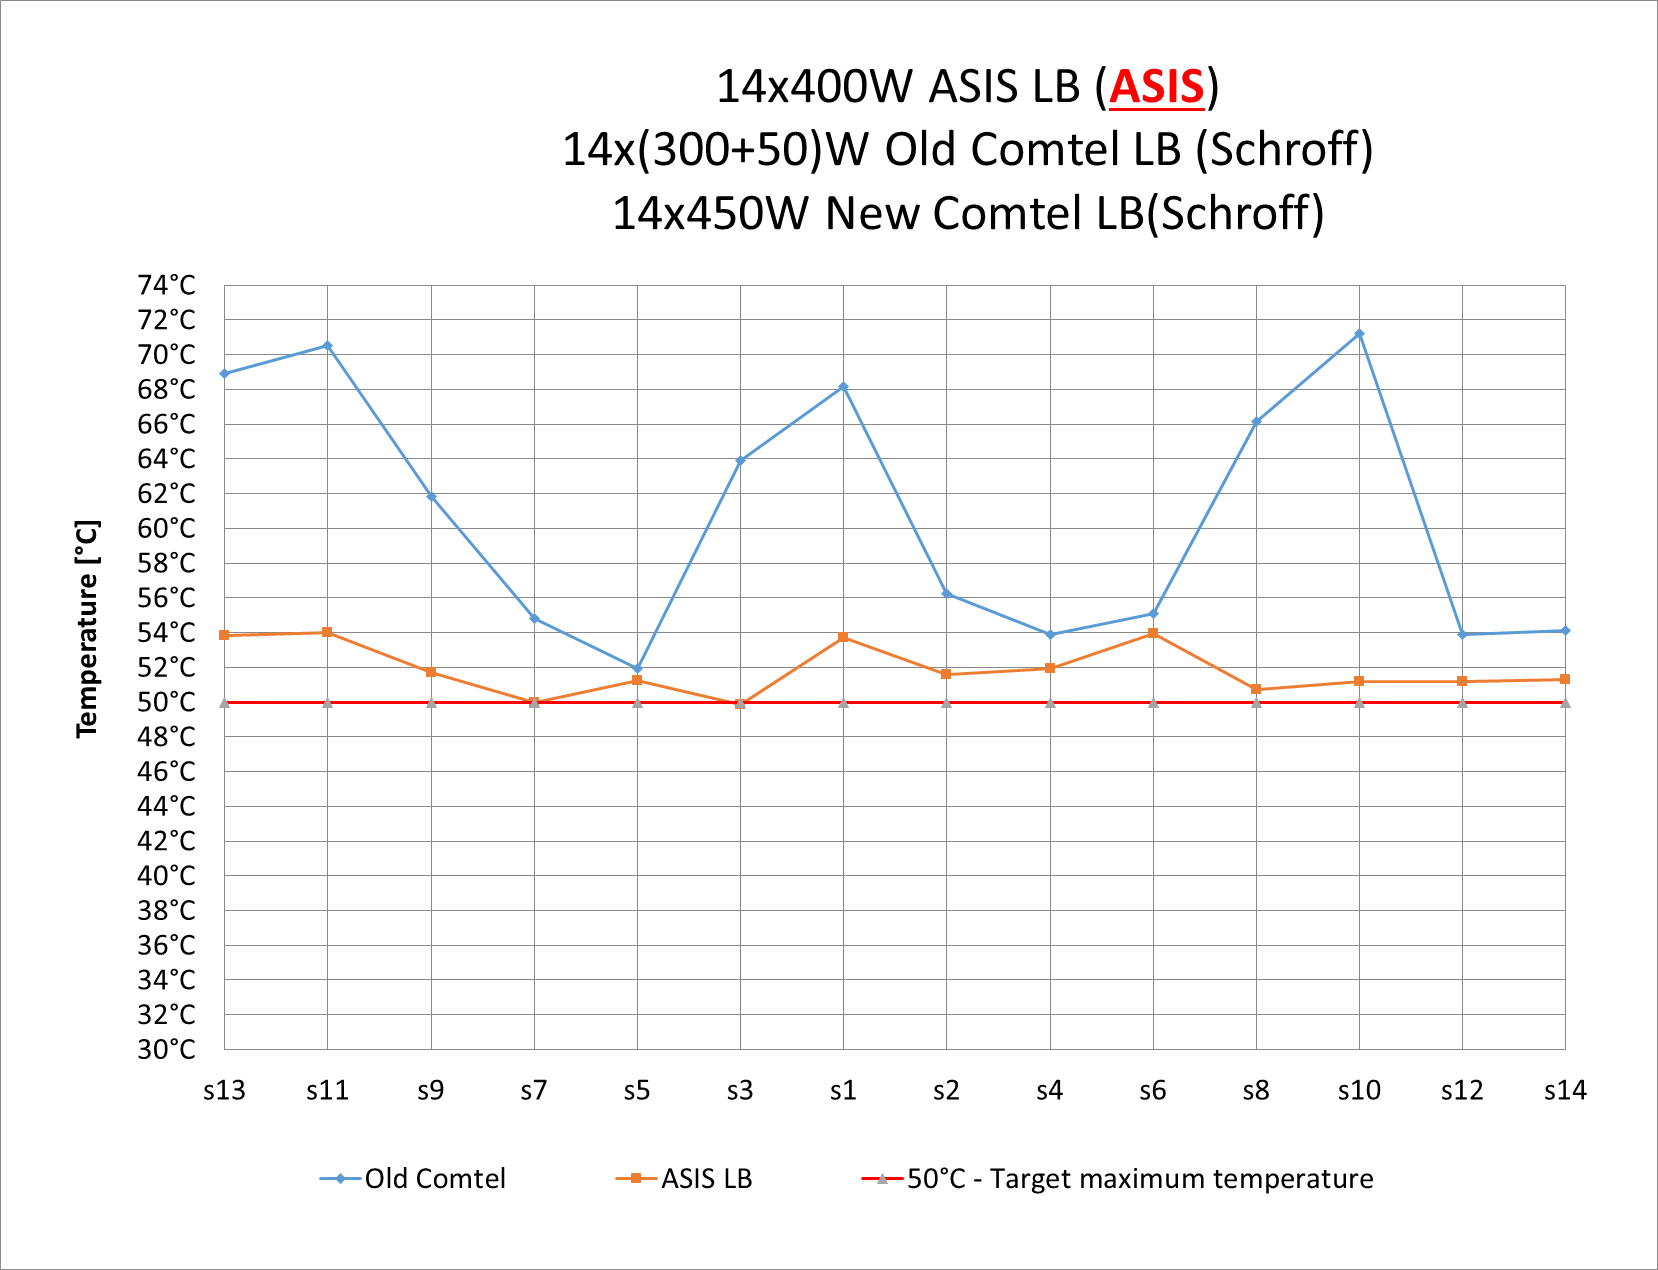 14x400W ASIS LB (ASIS)
14x(300+50)W Old Comtel LB (Schroff)
14x450W New Comtel LB(Schroff)
Temperature [°C]
74°C
72°C
70°C
68°C
66°C
64°C
62°C
60°C
58°C
56°C
54°C
52°C
50°C
48°C
46°C
44°C
42°C
40°C
38°C
36°C
34°C
32°C
30°C
s13 s11 s9 s7 s5 s3 s1 s2 s4 s6 s8 s10 s12 s14
Old Comtel ASIS LB 50°C - Target maximum temperature